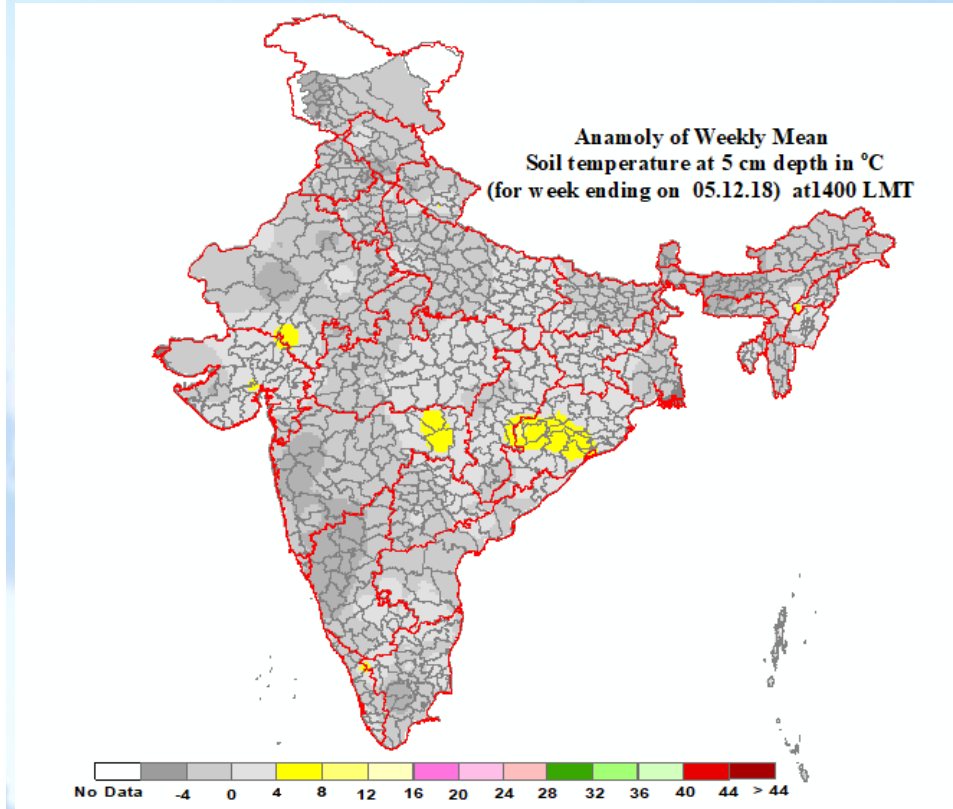 Anamoly of Weekly Mean
Soil temperature at 5 cm depth in °C
(for week ending on 05.12.18) at1400 LMT
No Data -4 0 4 8 12 16 20 24 28 32 36 40 44 > 44